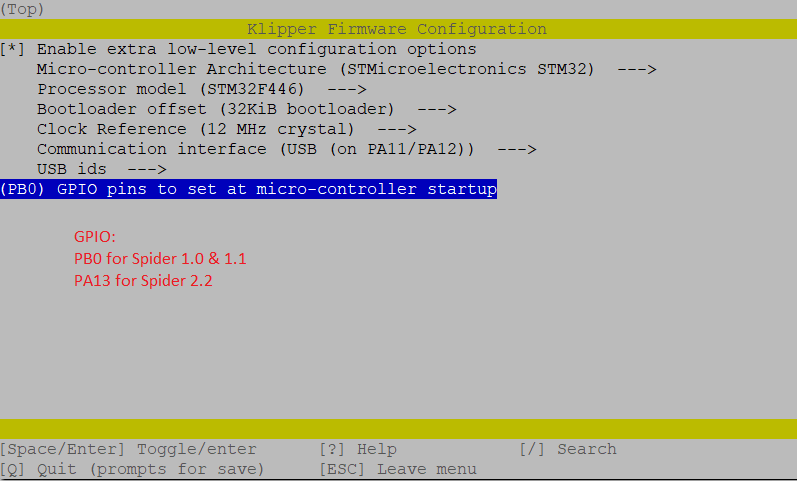 (Top)
Klipper Firmware Configuration
[*] Enable extra low-level configuration options
Micro-controller Architecture (STMicroelectronics STM32)  --->
Processor model (STM32F446)  --->
Bootloader offset (32KiB bootloader)  --->
Clock Reference (12 MHz crystal)  --->
Communication interface (USB (on PA11/PA12))  --->
USB ids  --->
(PB0) GPIO pins to set at micro-controller startup
GPIO:
PB0 for Spider 1.0 & 1.1
PA13 for Spider 2.2
[Space/Enter] Toggle/enter      [?] Help      [/] Search
[Q] Quit (prompts for save)      [ESC] Leave menu